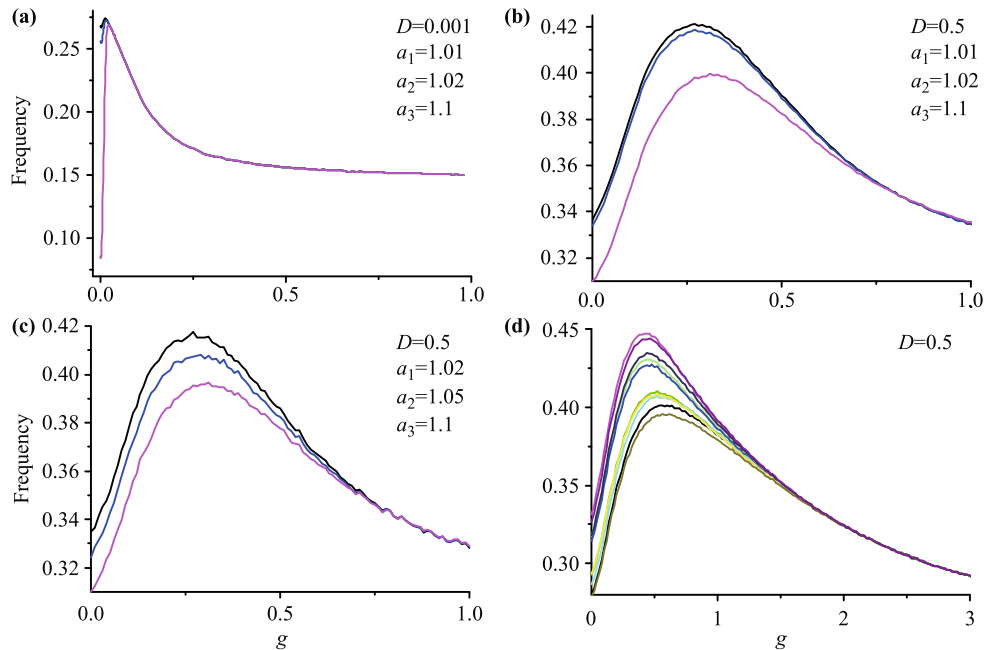 (a)
D=0.001
a1=1.01
a2=1.02
a3=1.1
Frequency
0.25
0.20
0.15
0.10
0.0 0.5 1.0
g
(b)
D=0.5
a1=1.01
a2=1.02
a3=1.1
0.42
0.40
0.38
0.36
0.34
0.32
0.0 0.5 1.0
(c)
D=0.5
a1=1.02
a2=1.05
a3=1.1
Frequency
0.42
0.40
0.38
0.36
0.34
0.32
0.0 0.5 1.0
g
(d)
D=0.5
0.45
0.40
0.35
0.30
0 1 2 3
g